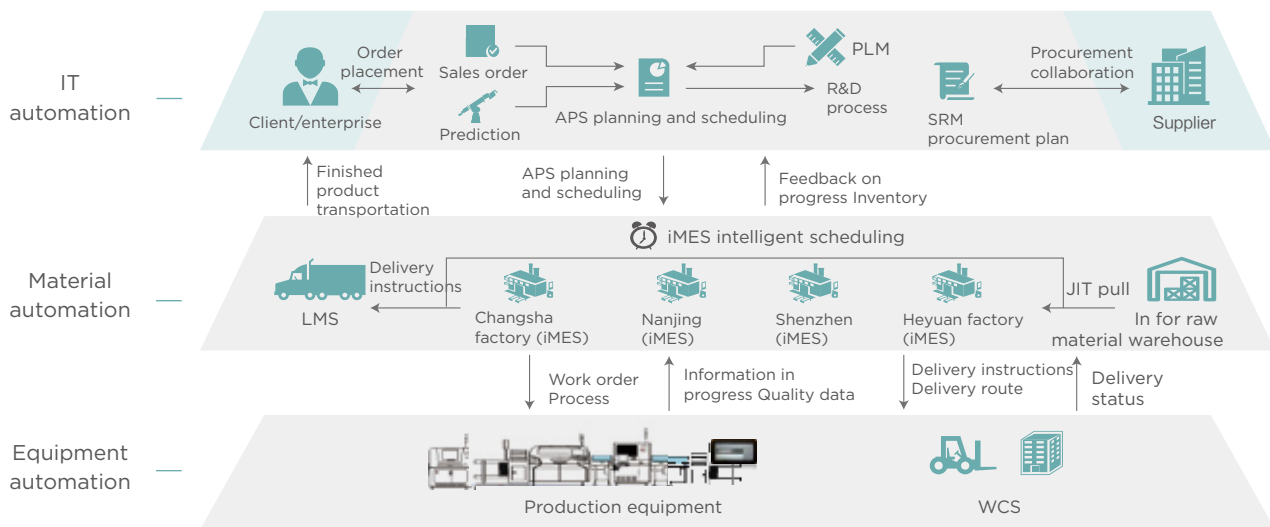 IT
automation
Client/enterprise
Order
placement
Sales order
Prediction
APS planning and scheduling
PLM
R&D
process
SRM
procurement plan
Procurement
collaboration
Supplier
Finished
product
transportation
APS planning
and scheduling
Feedback on
progress Inventory
Material
automation
iMES intelligent scheduling
LMS
Delivery
instructions
Changsha
factory (iMES)
Nanjing
(iMES)
Shenzhen
(iMES)
Heyuan factory
(iMES)
JIT pull
In for raw
material warehouse
Work order
Process
Information in
progress Quality data
Delivery instructions
Delivery route
Delivery
status
Equipment
automation
Production equipment
WCS